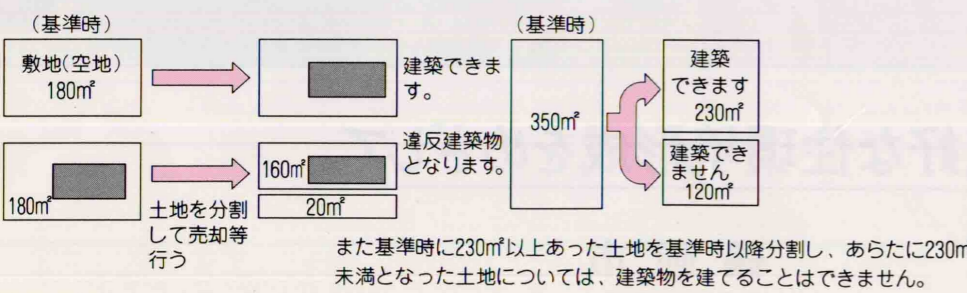 (基準時)
敷地(空地)
180㎡
建築できま
す。
180㎡
土地を分割
して売却等
行う
160㎡
20㎡
違反建築物
となります。
(基準時)
350㎡
建築
できます
230㎡
建築でき
ません
120㎡
また基準時に230㎡以上あった土地を基準時以降分割し、あらたに230㎡
未満となった土地については、建築物を建てることはできません。